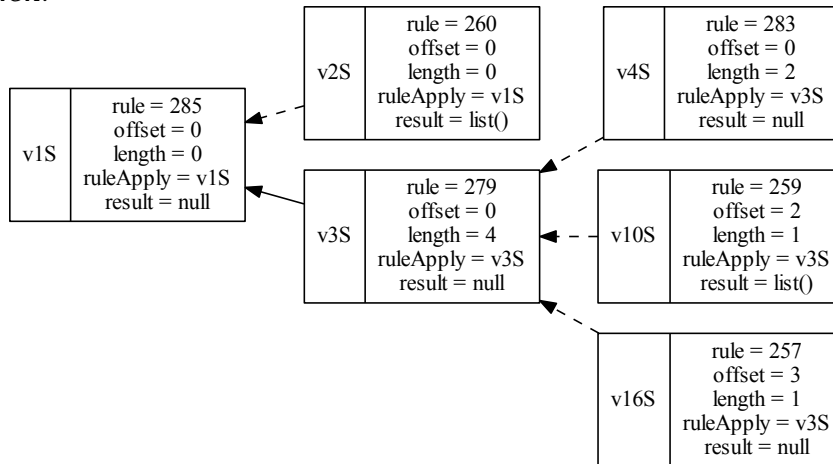 v1S
rule = 285
offset = 0
length = 0
ruleApply = v1S
result = null
v2S
rule = 260
offset = 0
length = 0
ruleApply = v1S
result = list()
v3S
rule = 279
offset = 0
length = 4
ruleApply = v3S
result = null
v4S
rule = 283
offset = 0
length = 2
ruleApply = v3S
result = null
v10S
rule = 259
offset = 2
length = 1
ruleApply = v3S
result = list()
v16S
rule = 257
offset = 3
length = 1
ruleApply = v3S
result = null